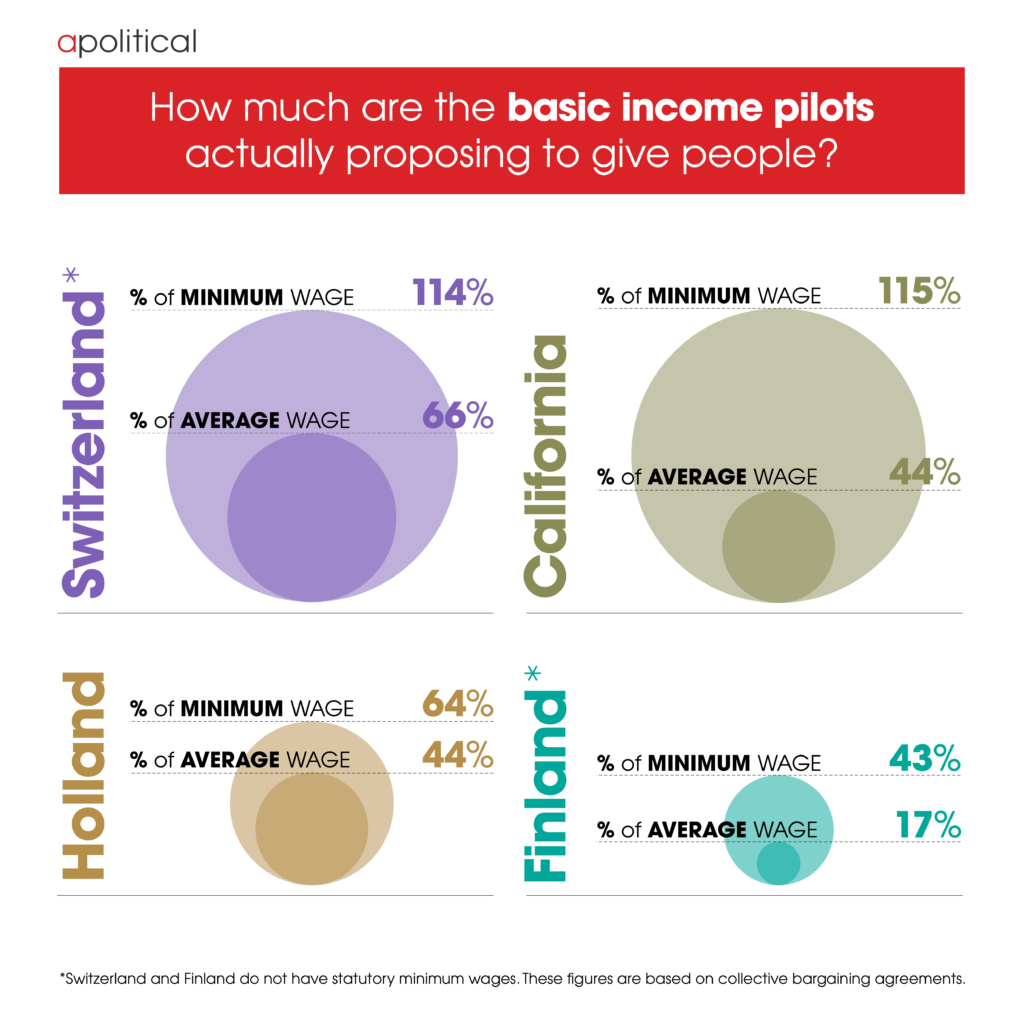 apolitical
How much are the basic income pilots
actually proposing to give people?
Switzerland*
% of MINIMUM WAGE 114%
% of AVERAGE WAGE 66%
California
% of MINIMUM WAGE 115%
% of AVERAGE WAGE 44%
Holland
% of MINIMUM WAGE 64%
% of AVERAGE WAGE 44%
Finland*
% of MINIMUM WAGE 43%
% of AVERAGE WAGE 17%
*Switzerland and Finland do not have statutory minimum wages. These figures are based on collective bargaining agreements.